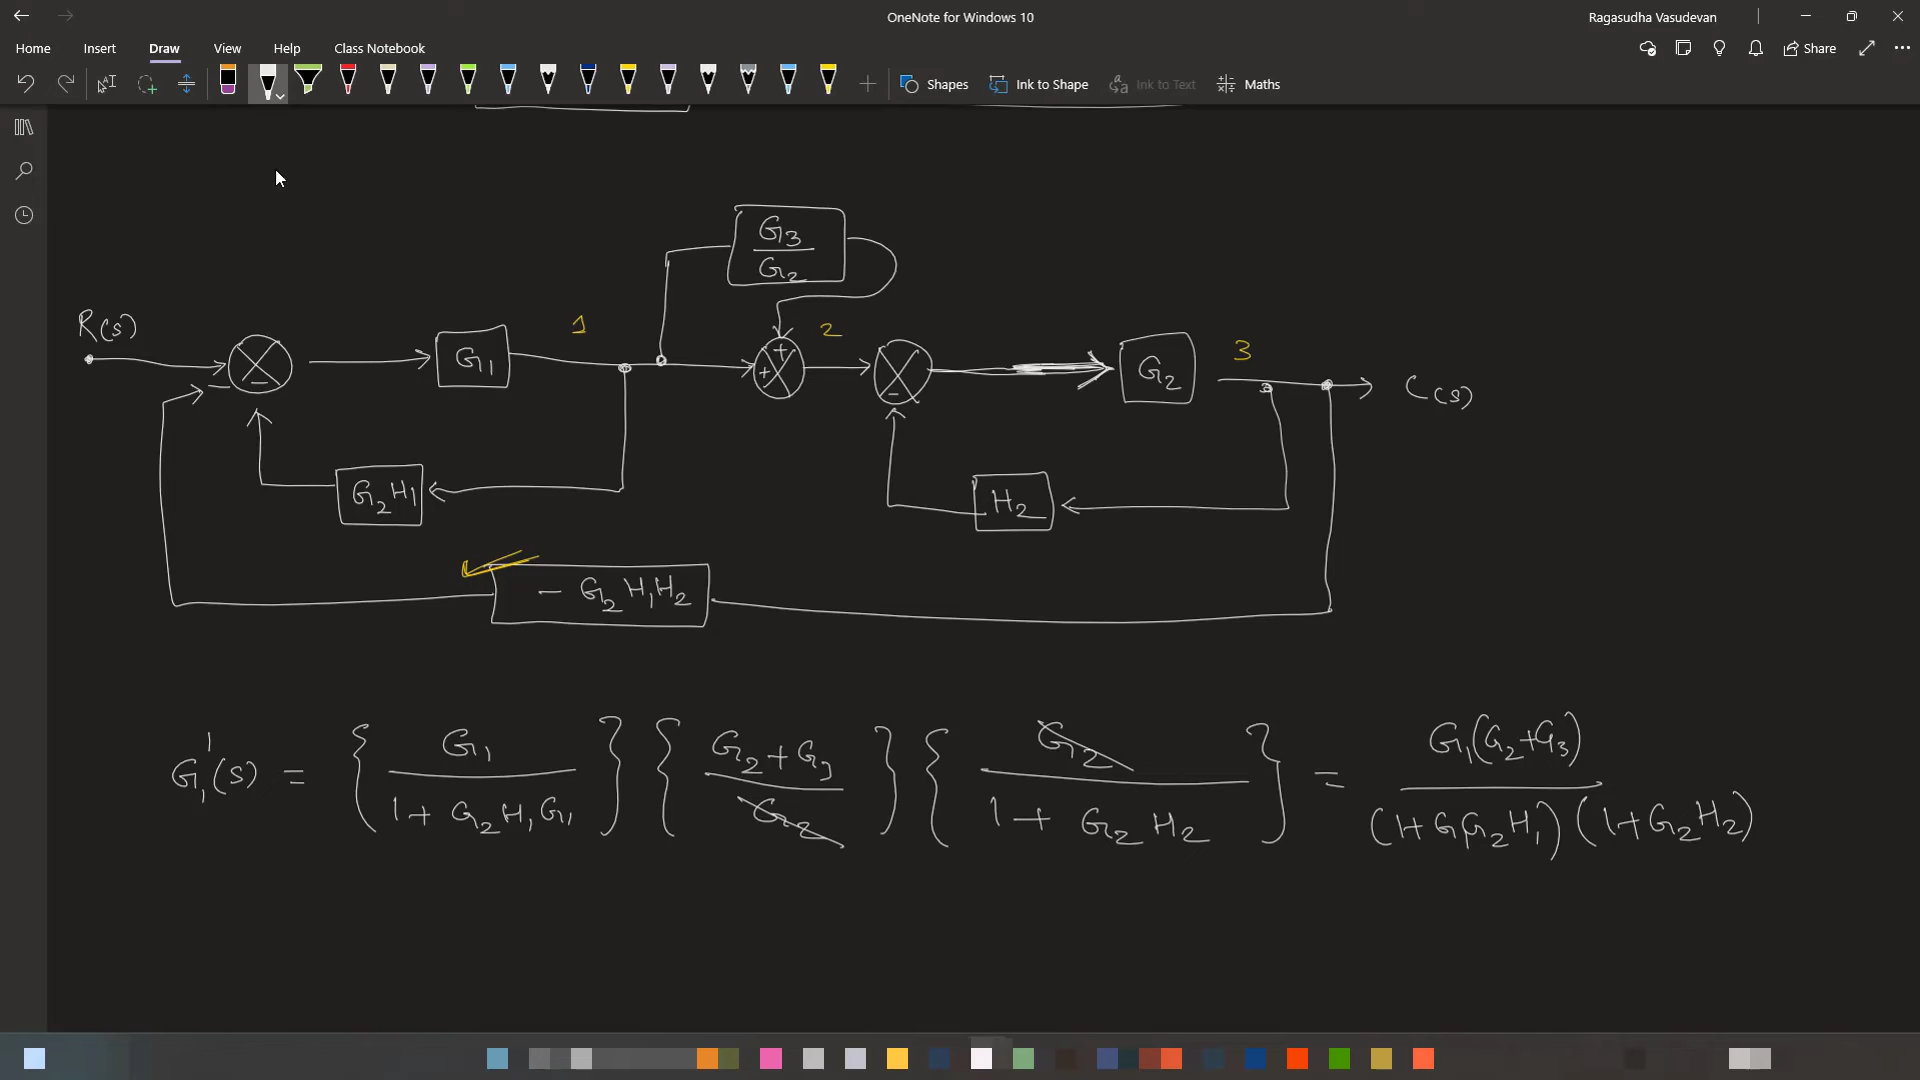 OneNote for Windows 10
Ragasudha Vasudevan
Home Insert Draw View Help Class Notebook
Share
Shapes Ink to Shape Ink to Text Maths
G3
G2
R(s)
G1
1
+
+
2
G2
3
C(s)
−
−
−
G2H1
H2
− G2H1H2
G1'(s) = { G1 / 1 + G2H1G1 } { G2 + G3 / G2 } { G2 / 1 + G2H2 } = G1(G2+G3) / (1+G1G2H1)(1+G2H2)